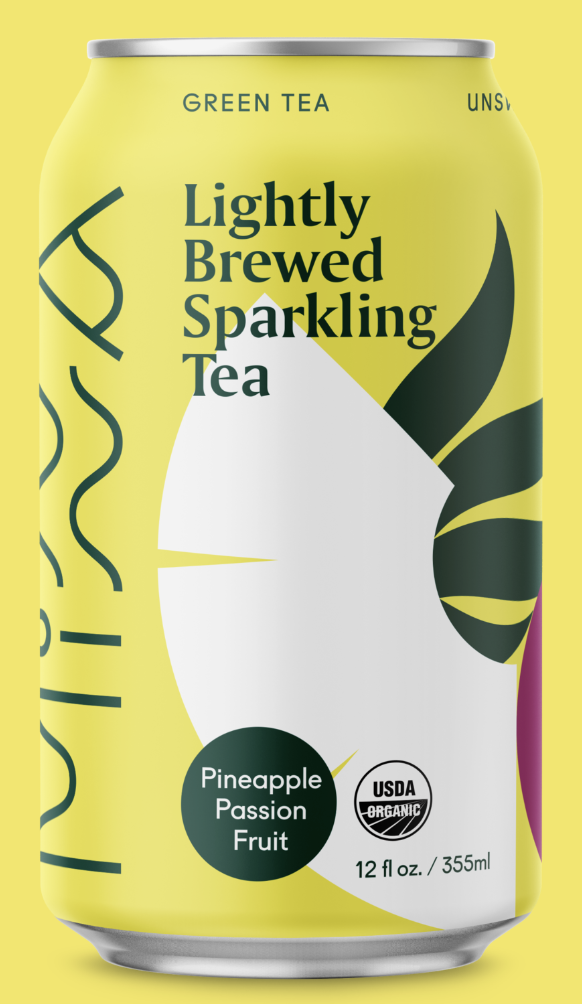 GREEN TEA
Lightly
Brewed
Sparkling
Tea
Pineapple
Passion
Fruit
USDA
ORGANIC
12 fl oz. / 355ml